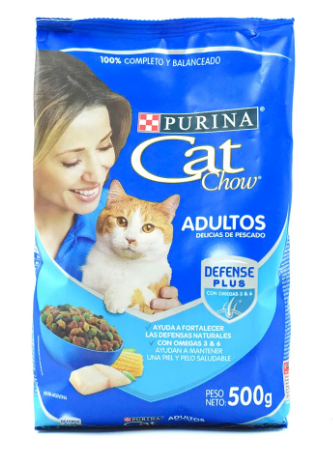 100% COMPLETO Y BALANCEADO
PURINA
Cat
Chow®
ADULTOS
DELICIAS DE PESCADO
DEFENSE
PLUS
CON OMEGAS 3 & 6
AYUDA A FORTALECER
LAS DEFENSAS NATURALES
CON OMEGAS 3 & 6
AYUDAN A MANTENER
UNA PIEL Y PELO SALUDABLE
PESO
NETO: 500g
ADULTOS